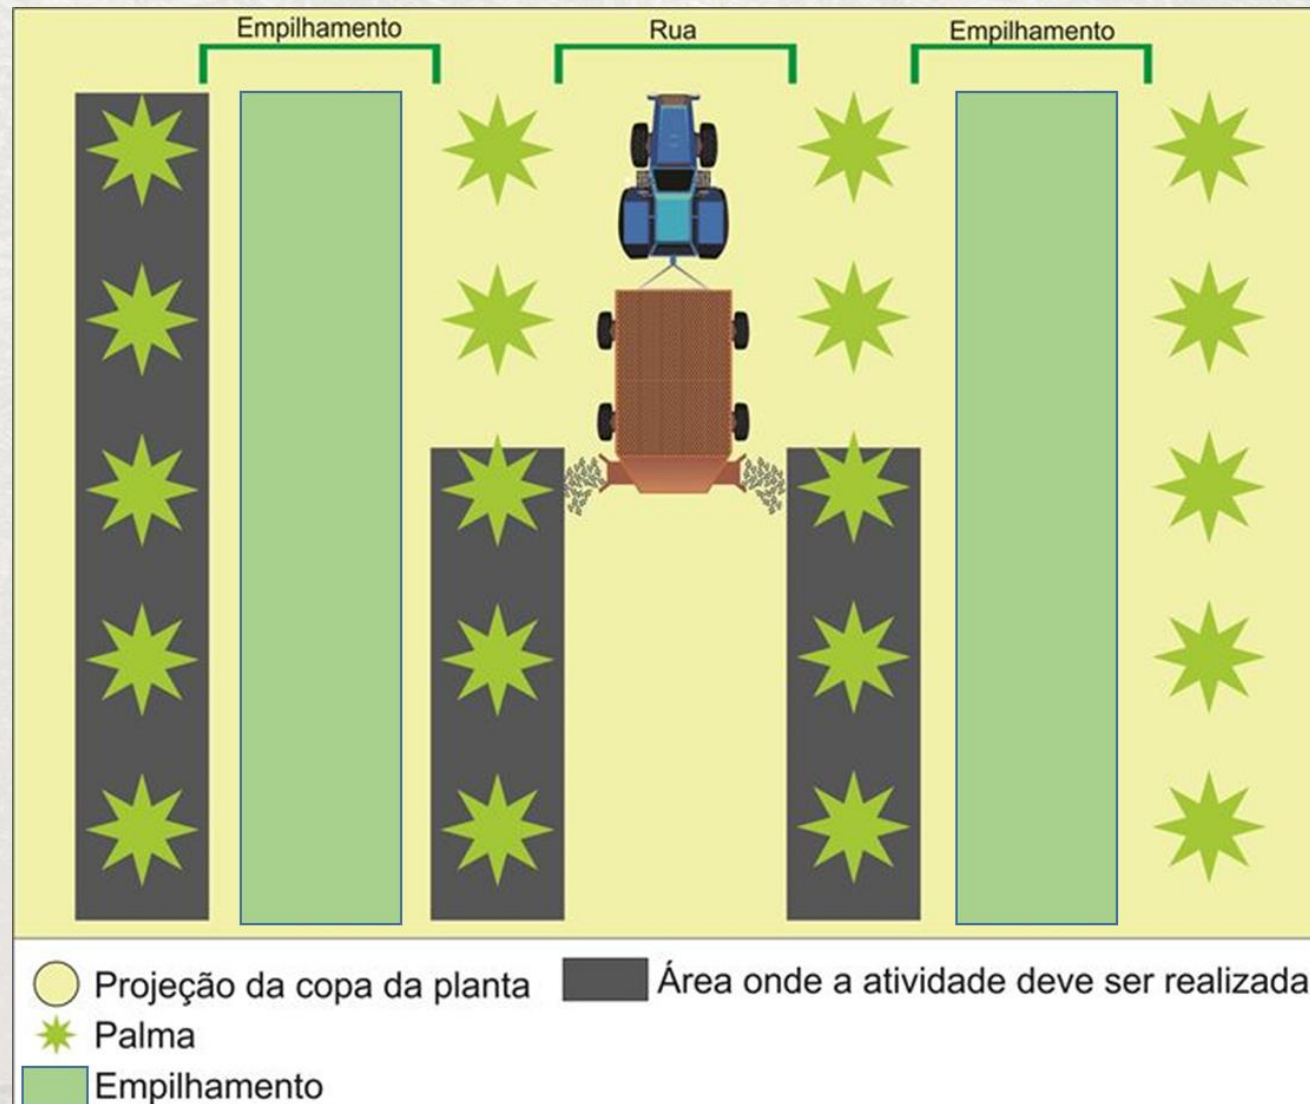 Empilhamento
Rua
Empilhamento
Projeção da copa da planta
Área onde a atividade deve ser realizada
Palma
Empilhamento